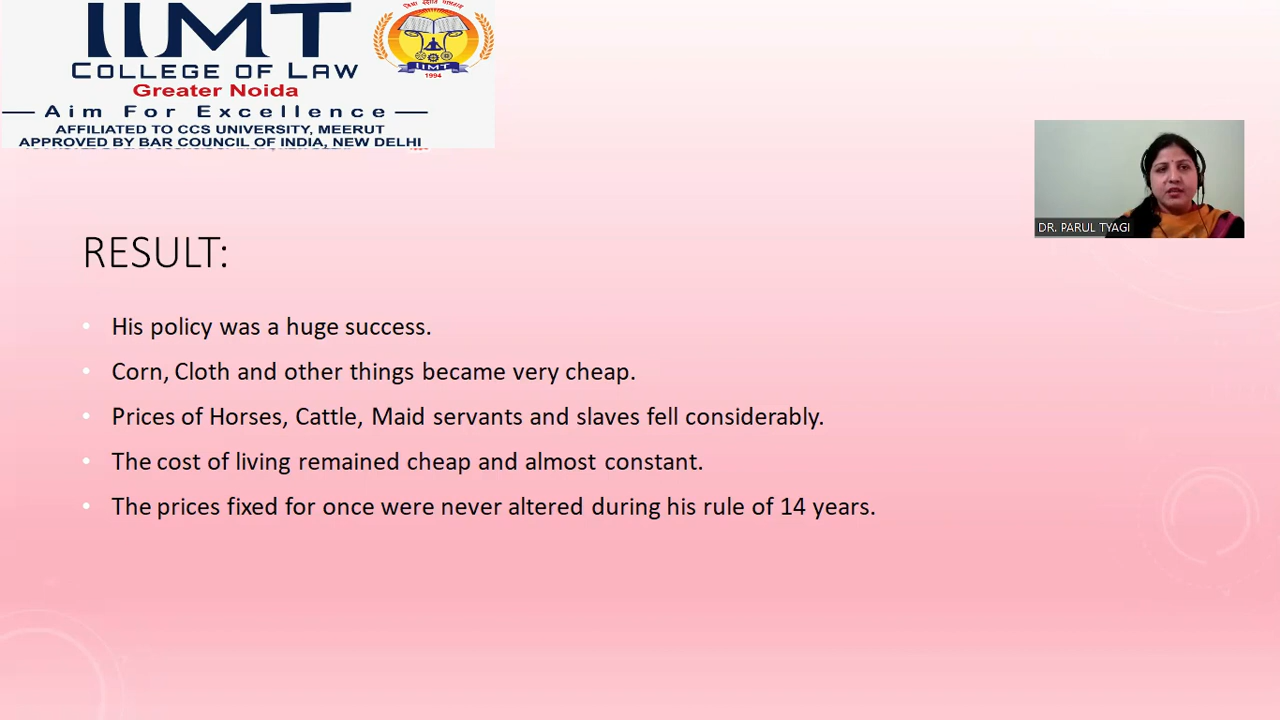 IIMT
COLLEGE OF LAW
Greater Noida
Aim For Excellence
AFFILIATED TO CCS UNIVERSITY, MEERUT
APPROVED BY BAR COUNCIL OF INDIA, NEW DELHI
IIMT
1994
DR. PARUL TYAGI
RESULT:
• His policy was a huge success.
• Corn, Cloth and other things became very cheap.
• Prices of Horses, Cattle, Maid servants and slaves fell considerably.
• The cost of living remained cheap and almost constant.
• The prices fixed for once were never altered during his rule of 14 years.